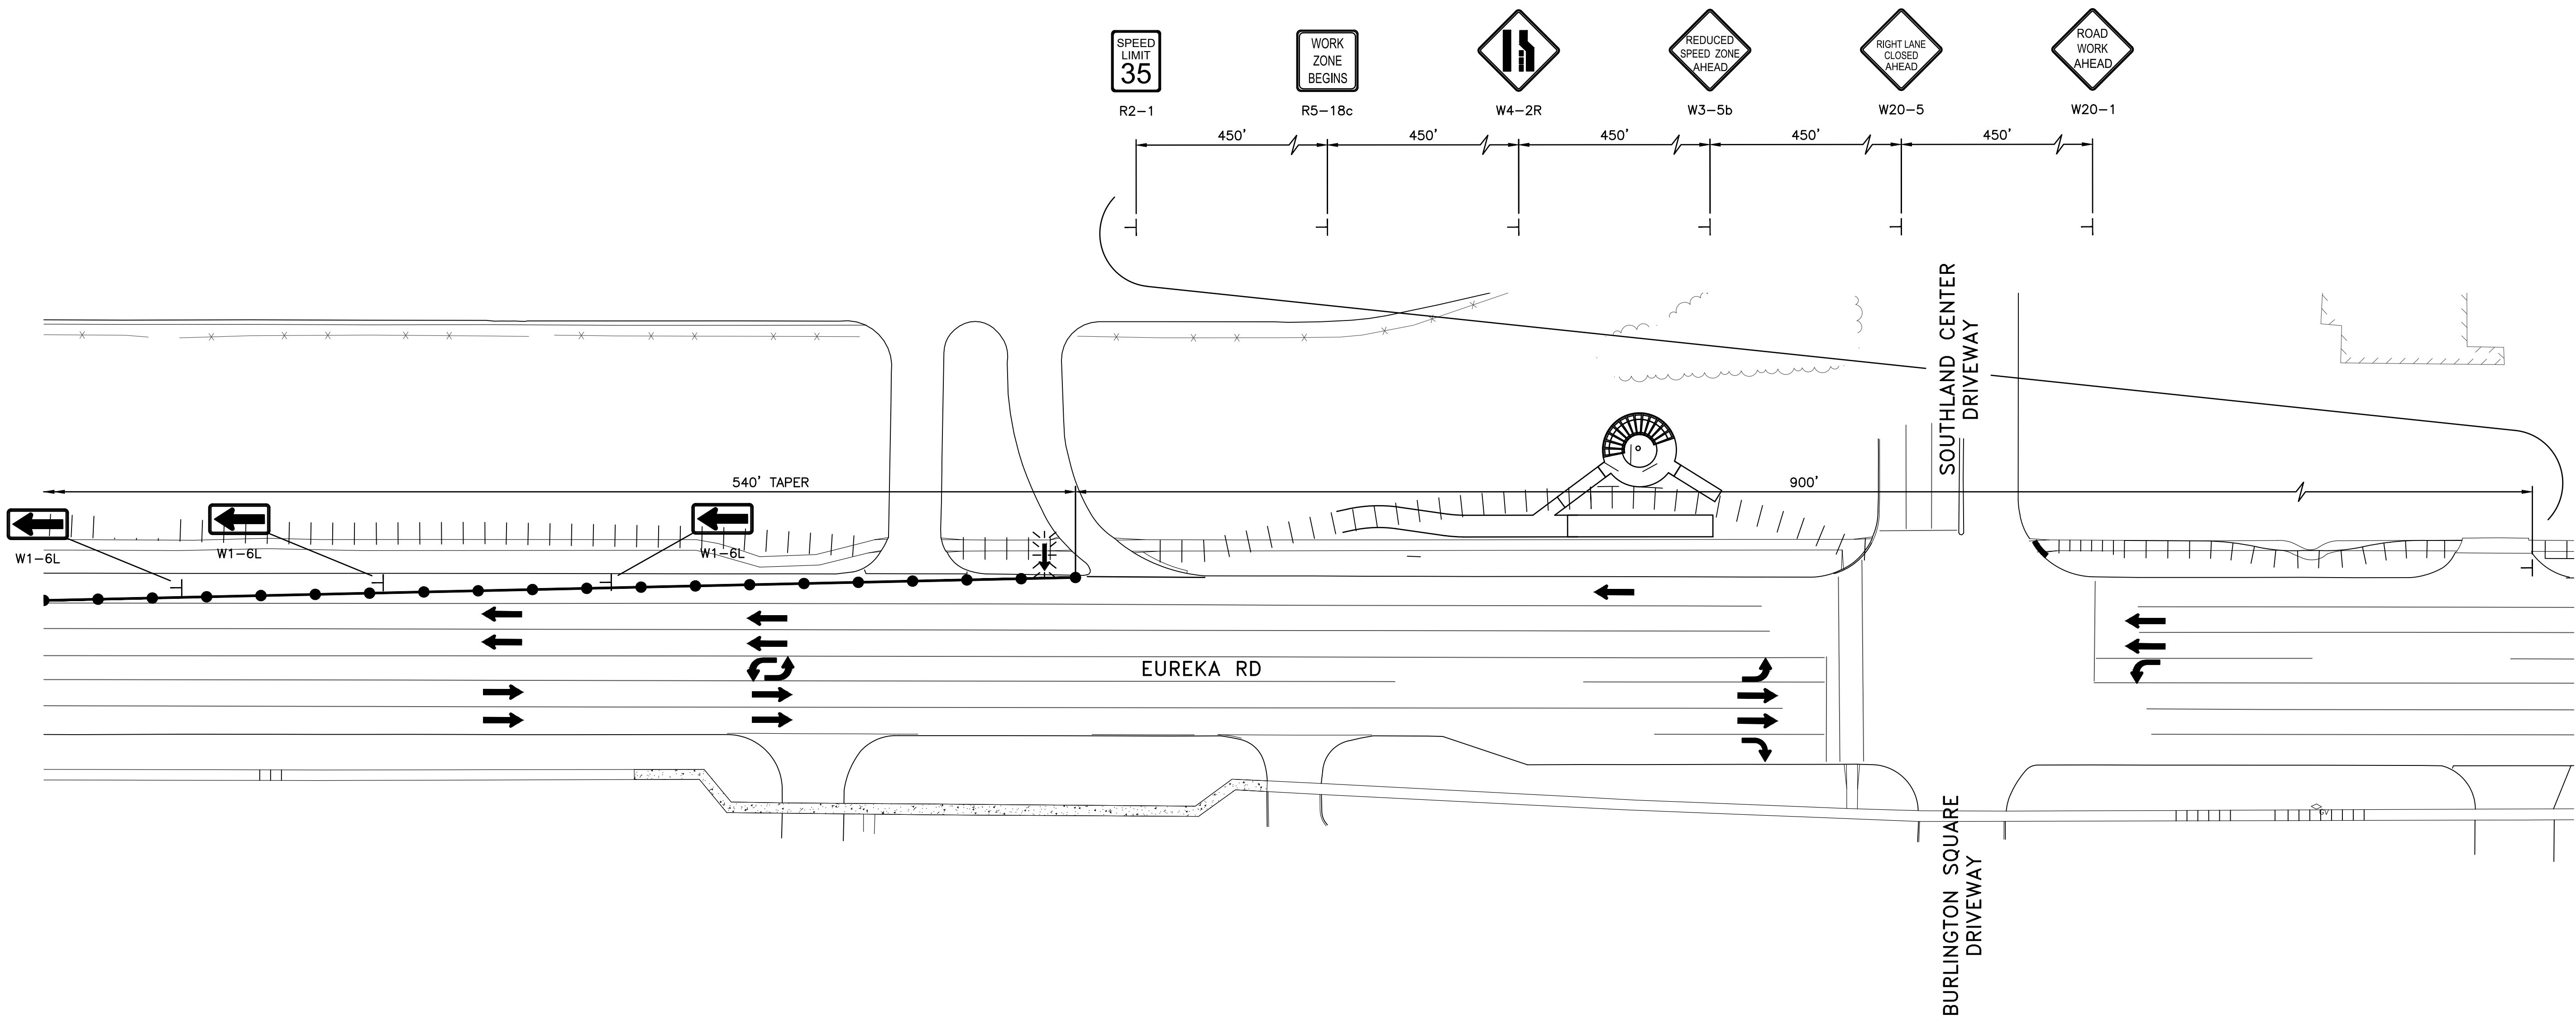 SPEED
LIMIT
35
R2-1
WORK
ZONE
BEGINS
R5-18c
W4-2R
REDUCED
SPEED ZONE
AHEAD
W3-5b
RIGHT LANE
CLOSED
AHEAD
W20-5
ROAD
WORK
AHEAD
W20-1
450'
450'
450'
450'
450'
SOUTHLAND CENTER
DRIVEWAY
540' TAPER
900'
W1-6L
W1-6L
W1-6L
EUREKA RD
GV
BURLINGTON SQUARE
DRIVEWAY